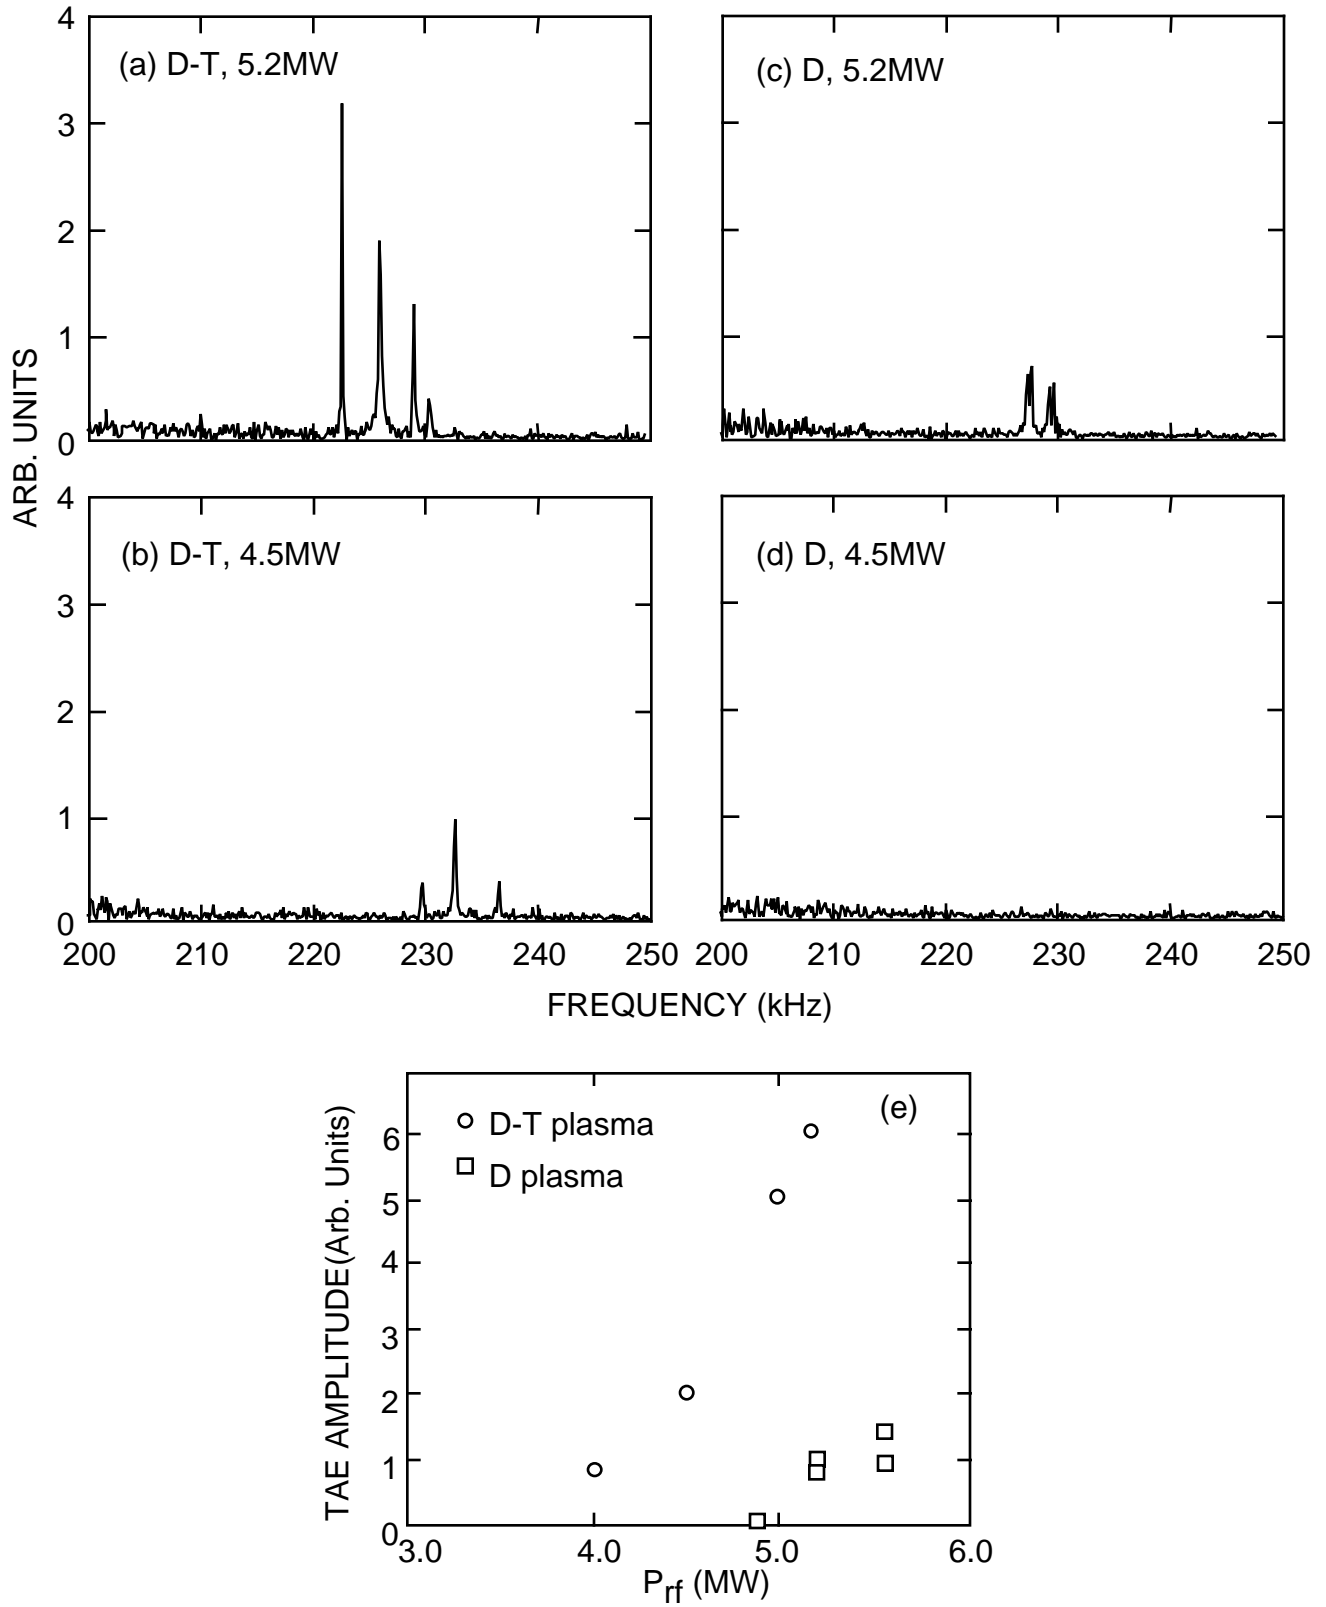 4
3
2
1
0
(a) D-T, 5.2MW
(c) D, 5.2MW
ARB. UNITS
4
3
2
1
0
(b) D-T, 4.5MW
(d) D, 4.5MW
200 210 220 230 240 250 200 210 220 230 240 250
FREQUENCY (kHz)
(e)
D-T plasma
D plasma
TAE AMPLITUDE(Arb. Units)
6
5
4
3
2
1
0
3.0 4.0 5.0 6.0
Prf (MW)